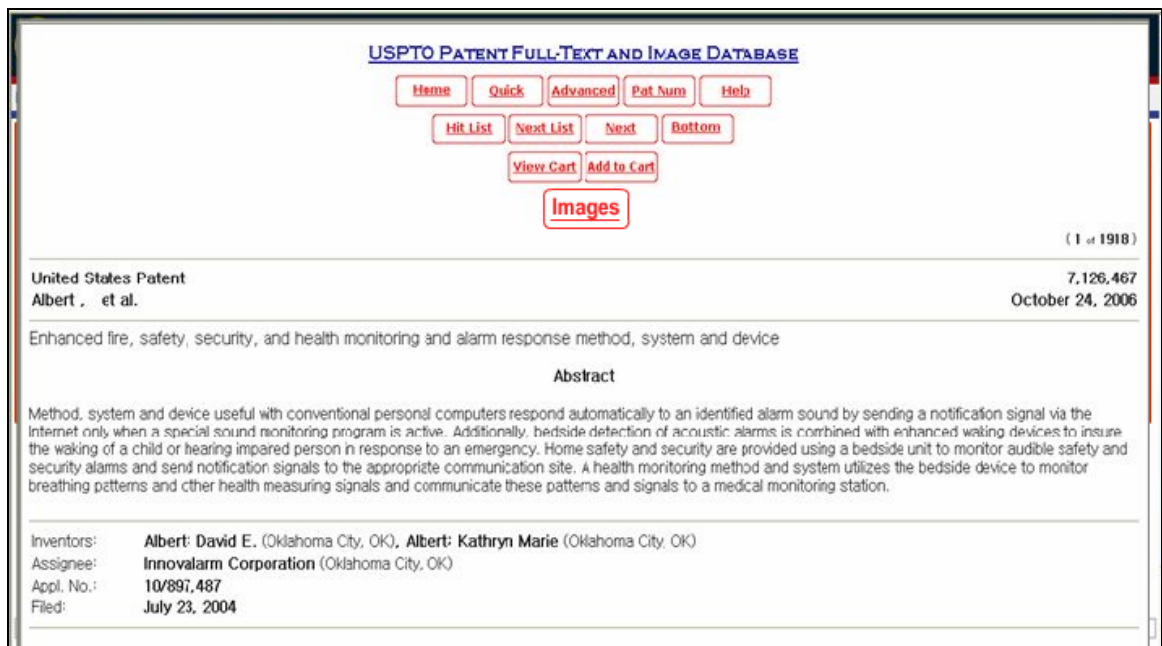 USPTO PATENT FULL-TEXT AND IMAGE DATABASE
Home Quick Advanced Pat Num Help
Hit List Next List Next Bottom
View Cart Add to Cart
Images
( 1 of 1918 )
United States Patent 7,126,467
Albert , et al. October 24, 2006
Enhanced fire, safety, security, and health monitoring and alarm response method, system and device
Abstract
Method, system and device useful with conventional personal computers respond automatically to an identified alarm sound by sending a notification signal via the
Internet only when a special sound monitoring program is active. Additionally, bedside detection of acoustic alarms is combined with enhanced waking devices to insure
the waking of a child or hearing impared person in response to an emergency. Home safety and security are provided using a bedside unit to monitor audible safety and
security alarms and send notification signals to the appropriate communication site. A health monitoring method and system utilizes the bedside device to monitor
breathing patterns and other health measuring signals and communicate these patterns and signals to a medical monitoring station.
Inventors: Albert; David E. (Oklahoma City, OK), Albert; Kathryn Marie (Oklahoma City, OK)
Assignee: Innovalarm Corporation (Oklahoma City, OK)
Appl. No.: 10/897,487
Filed: July 23, 2004